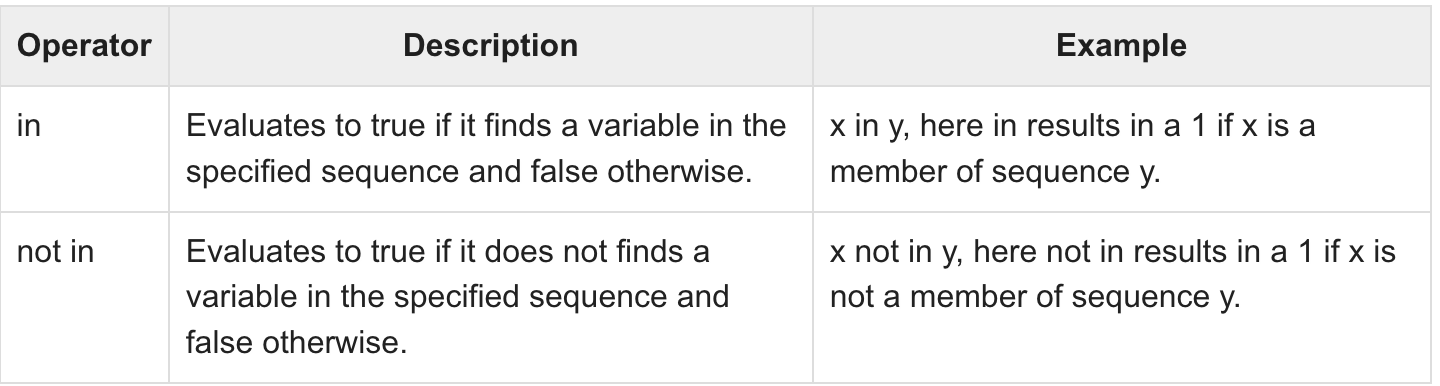 Operator Description Example
in
Evaluates to true if it finds a variable in the
specified sequence and false otherwise.
x in y, here in results in a 1 if x is a
member of sequence y.
not in
Evaluates to true if it does not finds a
variable in the specified sequence and
false otherwise.
x not in y, here not in results in a 1 if x is
not a member of sequence y.